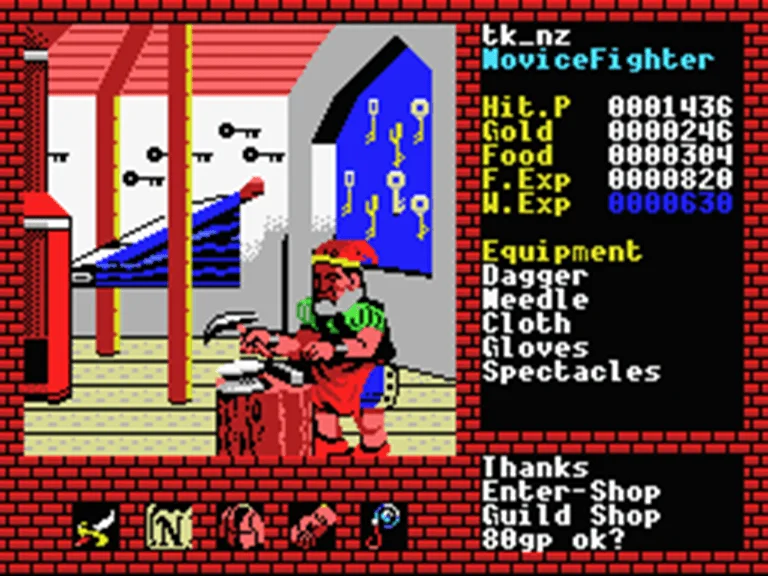 tk_nz
NoviceFighter
Hit.P 0001436
Gold 0000246
Food 0000304
F.Exp 0000820
W.Exp 0000630
Equipment
Dagger
Needle
Cloth
Gloves
Spectacles
Thanks
Enter-Shop
Guild Shop
80gp ok?
N